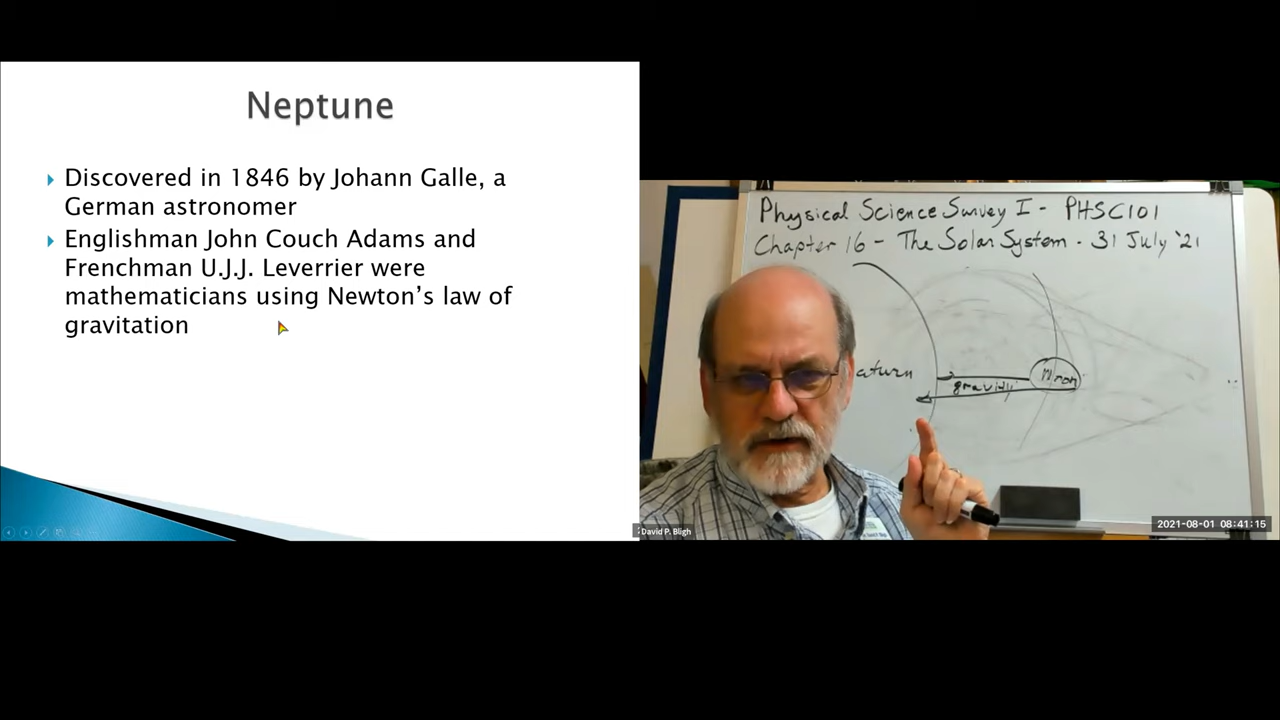 Neptune
Discovered in 1846 by Johann Galle, a
German astronomer
Englishman John Couch Adams and
Frenchman U.J.J. Leverrier were
mathematicians using Newton's law of
gravitation
Physical Science Survey I - PHSC101
Chapter 16 - The Solar System . 31 July '21
aturn
gravity
Moon
David P. Bligh
2021-08-01 08:41:15